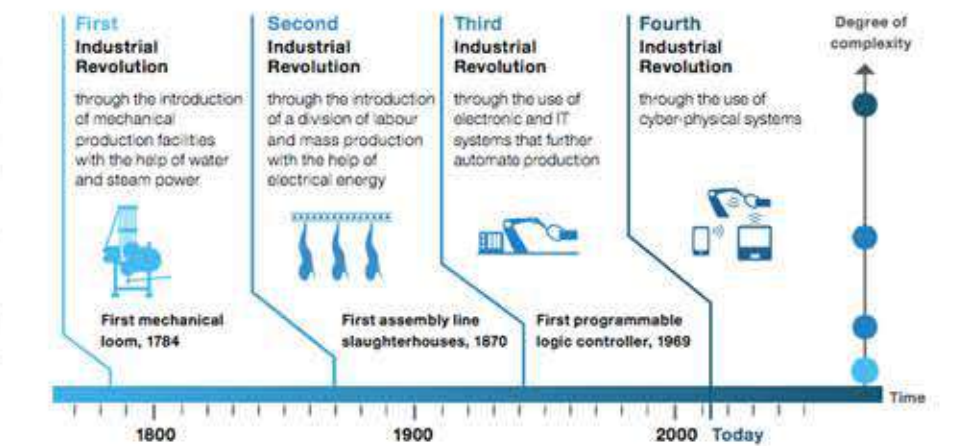 First
Industrial
Revolution
through the introduction
of mechanical
production facilities
with the help of water
and steam power
First mechanical
loom, 1784
Second
Industrial
Revolution
through the introduction
of a division of labour
and mass production
with the help of
electrical energy
First assembly line
slaughterhouses, 1870
Third
Industrial
Revolution
through the use of
electronic and IT
systems that further
automate production
First programmable
logic controller, 1969
Fourth
Industrial
Revolution
through the use of
cyber-physical systems
Degree of
complexity
Time
1800
1900
2000
Today